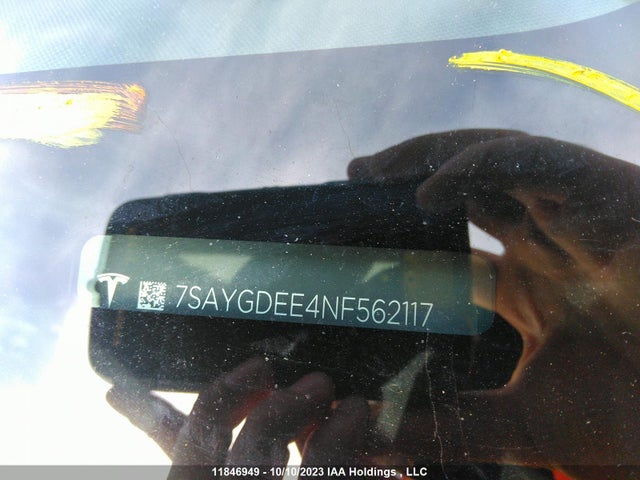 7SAYGDEE4NF562117
11846949 - 10/10/2023 IAA Holdings , LLC